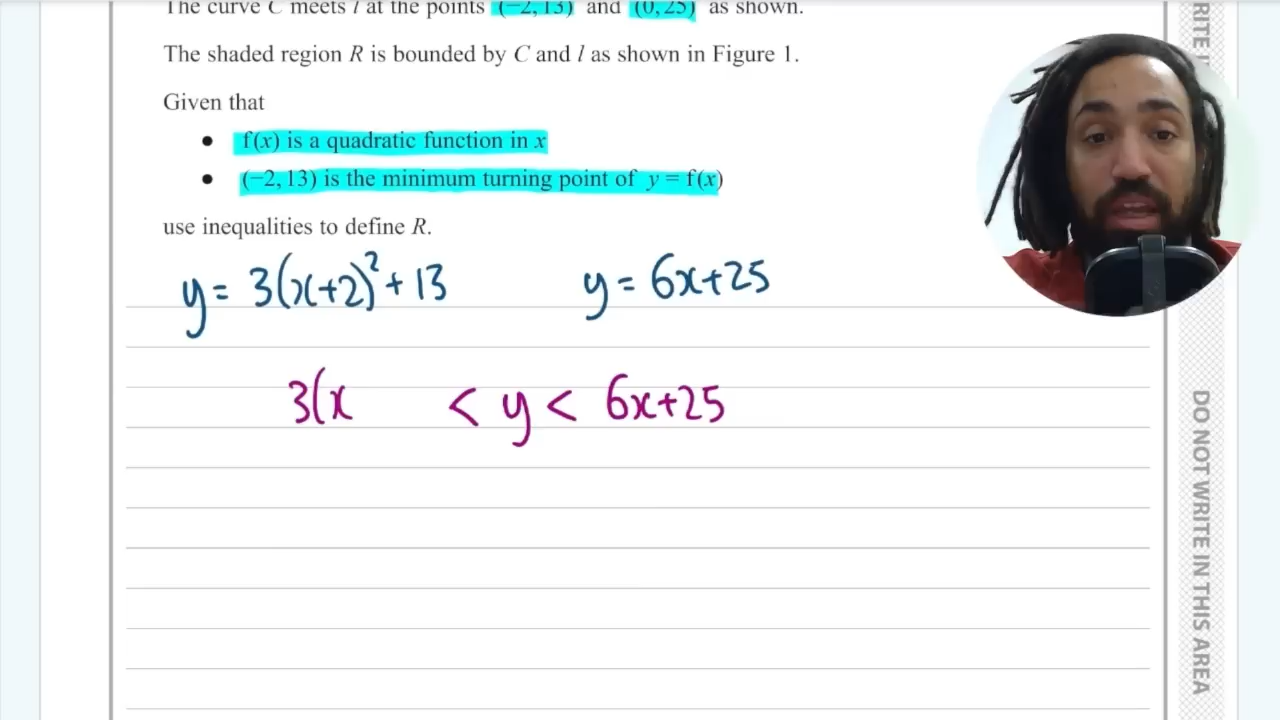 The curve C meets l at the points (−2, 13) and (0, 25) as shown.
The shaded region R is bounded by C and l as shown in Figure 1.
Given that
• f(x) is a quadratic function in x
• (−2, 13) is the minimum turning point of y = f(x)
use inequalities to define R.
y = 3(x+2)² + 13 y = 6x+25
3(x < y < 6x+25
RITE I
DO NOT WRITE IN THIS AREA